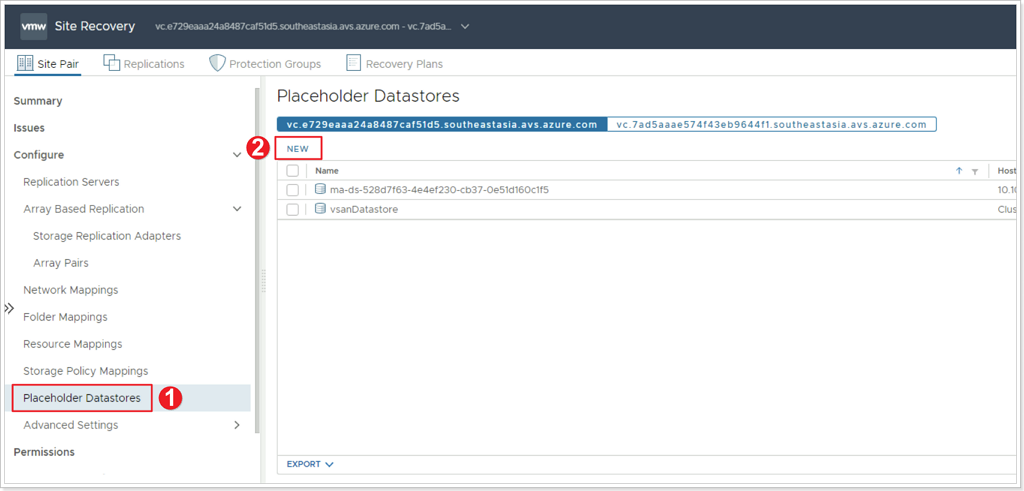 vmw Site Recovery vc.e729eaaa24a8487caf51d5.southeastasia.avs.azure.com - vc.7ad5a...
Site Pair Replications Protection Groups Recovery Plans
Summary
Issues
Configure
Replication Servers
Array Based Replication
Storage Replication Adapters
Array Pairs
Network Mappings
Folder Mappings
Resource Mappings
Storage Policy Mappings
Placeholder Datastores 1
Advanced Settings
Permissions
Placeholder Datastores
vc.e729eaaa24a8487caf51d5.southeastasia.avs.azure.com vc.7ad5aaae574f43eb9644f1.southeastasia.avs.azure.com
2 NEW
Name Host
ma-ds-528d7f63-4e4ef230-cb37-0e51d160c1f5 10.10
vsanDatastore Clus
EXPORT